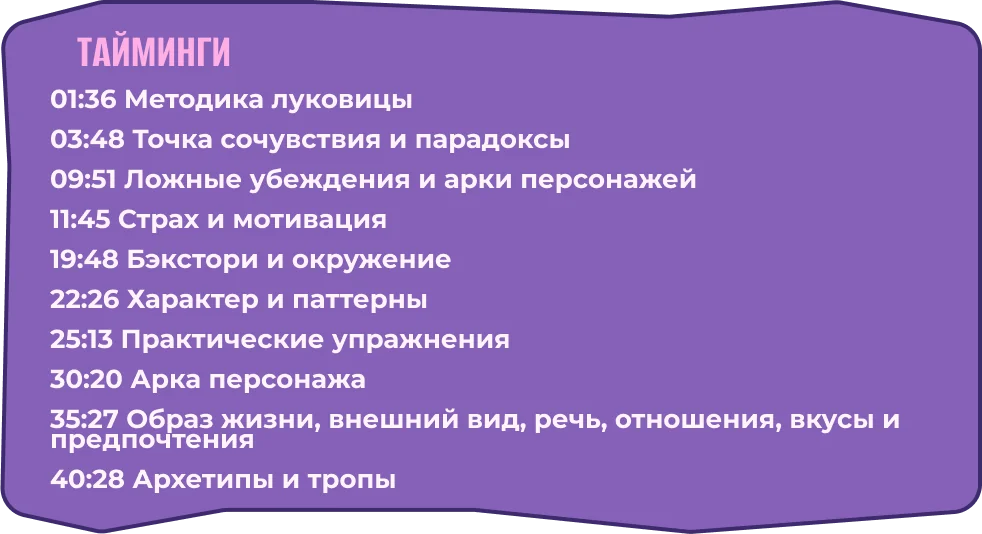 ТАЙМИНГИ
01:36 Методика луковицы
03:48 Точка сочувствия и парадоксы
09:51 Ложные убеждения и арки персонажей
11:45 Страх и мотивация
19:48 Бэкстори и окружение
22:26 Характер и паттерны
25:13 Практические упражнения
30:20 Арка персонажа
35:27 Образ жизни, внешний вид, речь, отношения, вкусы и
предпочтения
40:28 Архетипы и тропы